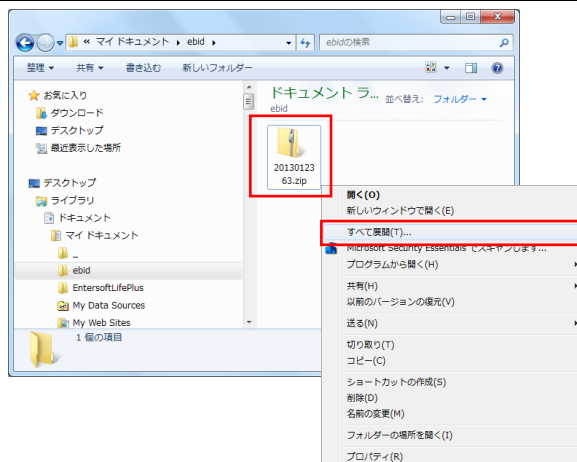 « マイ ドキュメント ▸ ebid ▸
ebidの検索
整理 ▼ 共有 ▼ 書き込む 新しいフォルダー
お気に入り
ダウンロード
デスクトップ
最近表示した場所
デスクトップ
ライブラリ
ドキュメント
マイ ドキュメント
_
ebid
EntersoftLifePlus
My Data Sources
My Web Sites
ドキュメント ラ...
ebid
並べ替え: フォルダー ▼
20130123
63.zip
1 個の項目
開く(O)
新しいウィンドウで開く(E)
すべて展開(T)...
Microsoft Security Essentials でスキャンします...
プログラムから開く(H)
共有(H)
以前のバージョンの復元(V)
送る(N)
切り取り(T)
コピー(C)
ショートカットの作成(S)
削除(D)
名前の変更(M)
フォルダーの場所を開く(I)
プロパティ(R)